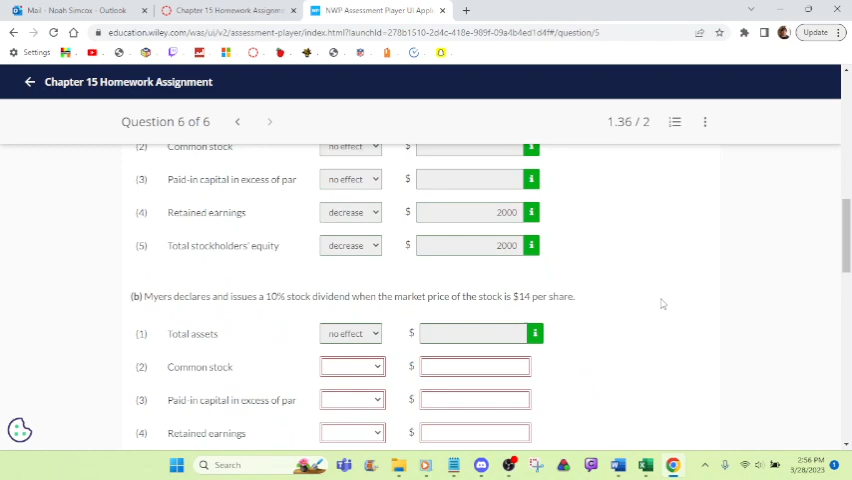 Mail - Noah Simcox - Outlook
Chapter 15 Homework Assignm
NWP Assessment Player UI Appli
education.wiley.com/was/ui/v2/assessment-player/index.html?launchId=278b1510-2d4c-418e-989f-09a4b4ed1d4f#/question/5
Update
Settings
Chapter 15 Homework Assignment
Question 6 of 6
1.36 / 2
(2) Common stock no effect $
(3) Paid-in capital in excess of par no effect $
(4) Retained earnings decrease $ 2000
(5) Total stockholders' equity decrease $ 2000
(b) Myers declares and issues a 10% stock dividend when the market price of the stock is $14 per share.
(1) Total assets no effect $
(2) Common stock $
(3) Paid-in capital in excess of par $
(4) Retained earnings $
Search
2:56 PM
3/28/2023